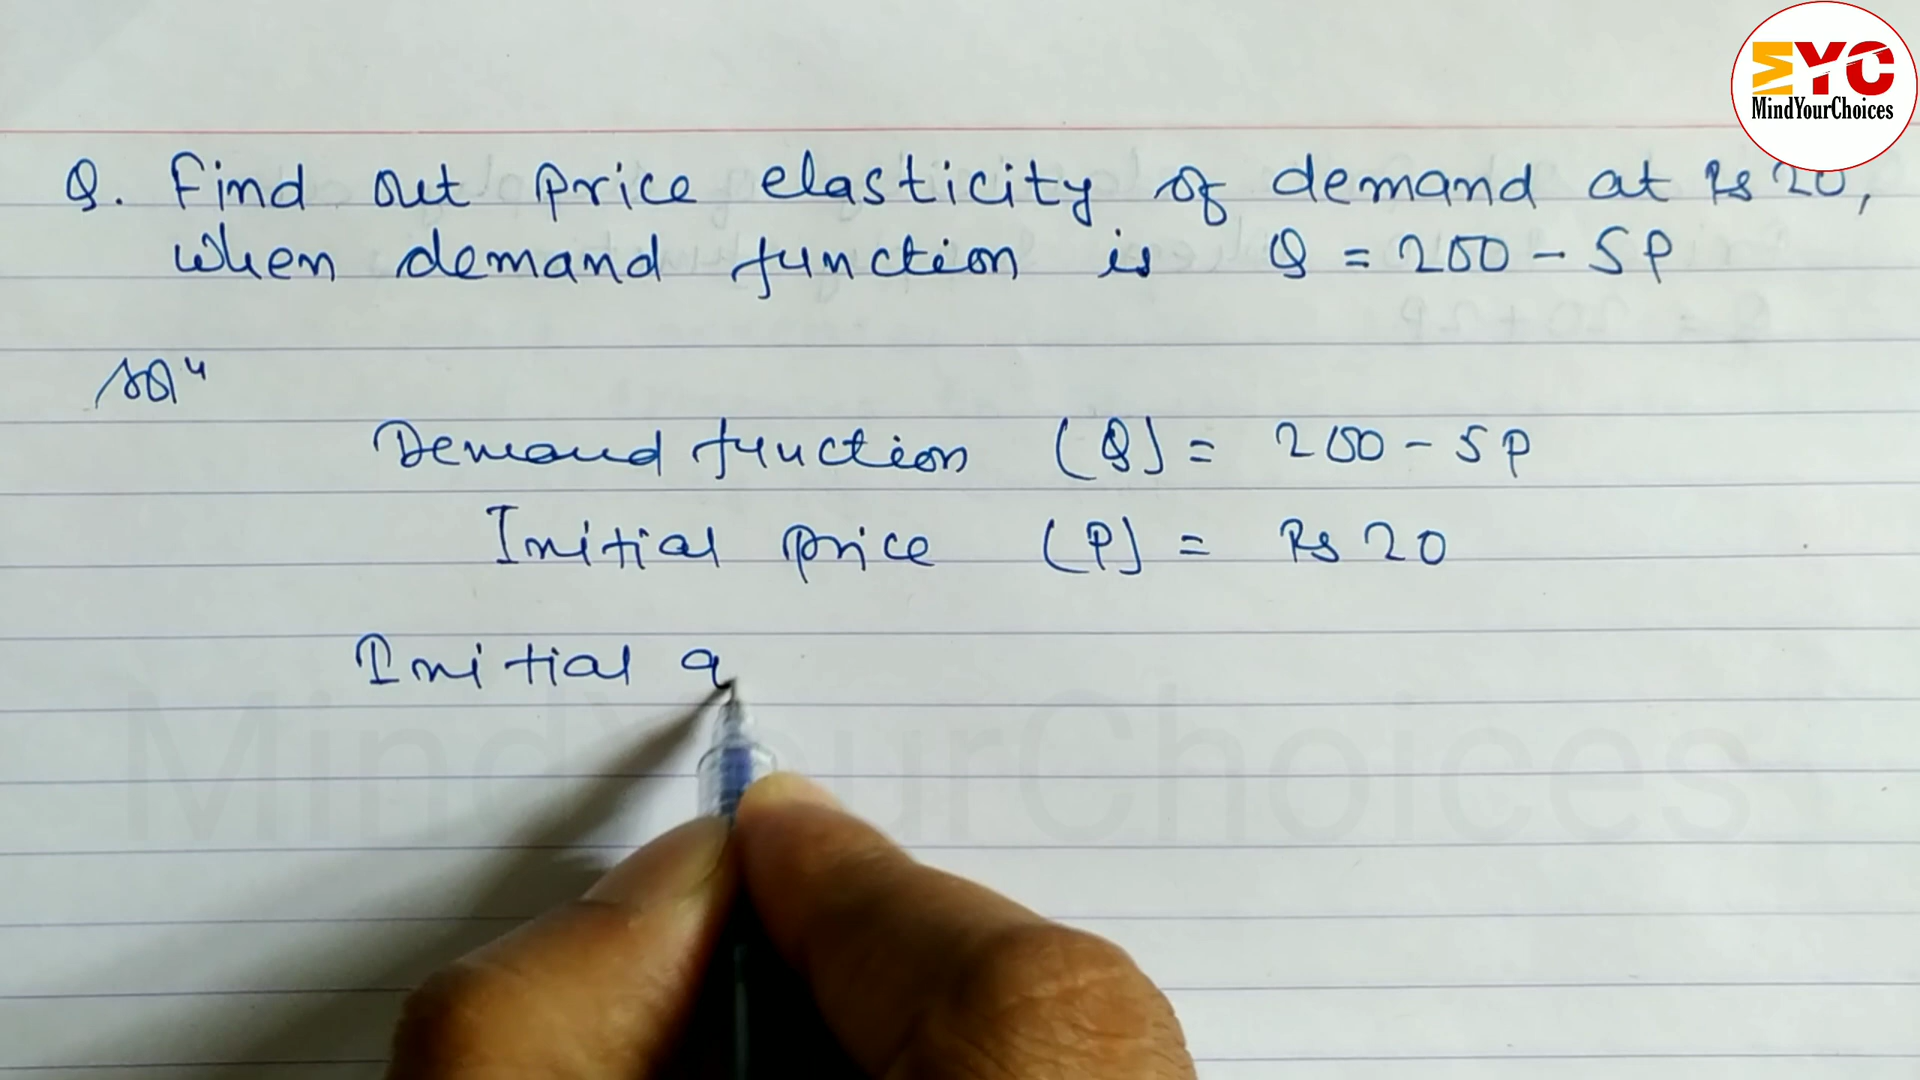 MYC
MindYourChoices
Q. Find out price elasticity of demand at Rs 20,
when demand function is Q = 200 - 5P
Solⁿ
Demand function (Q) = 200 - 5P
Initial price (P) = Rs 20
Initial q
MindYourChoices